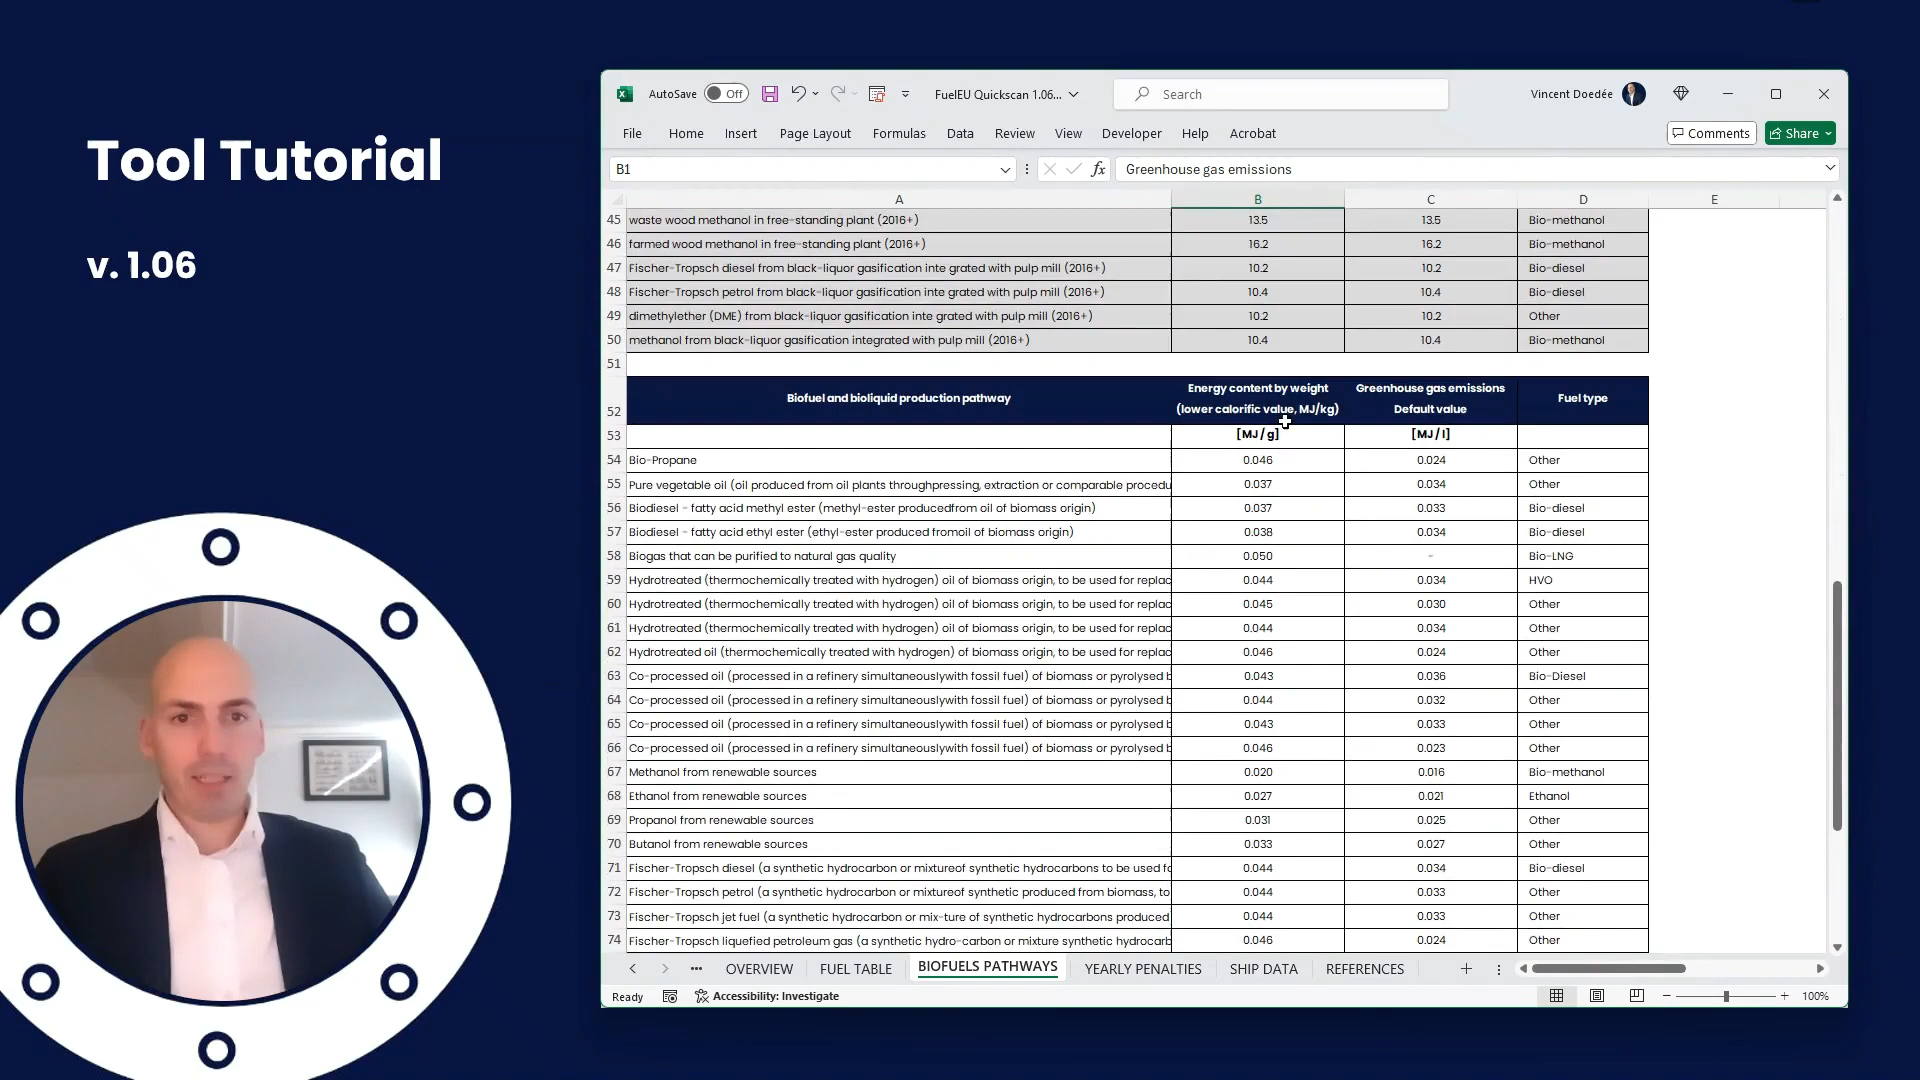 Tool Tutorial
v. 1.06
AutoSave Off FuelEU Quickscan 1.06... Search Vincent Doedée
File Home Insert Page Layout Formulas Data Review View Developer Help Acrobat Comments Share
B1 fx Greenhouse gas emissions
A B C D E
45 waste wood methanol in free-standing plant (2016+) 13.5 13.5 Bio-methanol
46 farmed wood methanol in free-standing plant (2016+) 16.2 16.2 Bio-methanol
47 Fischer-Tropsch diesel from black-liquor gasification inte grated with pulp mill (2016+) 10.2 10.2 Bio-diesel
48 Fischer-Tropsch petrol from black-liquor gasification inte grated with pulp mill (2016+) 10.4 10.4 Bio-diesel
49 dimethylether (DME) from black-liquor gasification inte grated with pulp mill (2016+) 10.2 10.2 Other
50 methanol from black-liquor gasification integrated with pulp mill (2016+) 10.4 10.4 Bio-methanol
51
52 Biofuel and bioliquid production pathway Energy content by weight (lower calorific value, MJ/kg) Greenhouse gas emissions Default value Fuel type
53 [MJ / g] [MJ / l]
54 Bio-Propane 0.046 0.024 Other
55 Pure vegetable oil (oil produced from oil plants throughpressing, extraction or comparable procedu 0.037 0.034 Other
56 Biodiesel - fatty acid methyl ester (methyl-ester producedfrom oil of biomass origin) 0.037 0.033 Bio-diesel
57 Biodiesel - fatty acid ethyl ester (ethyl-ester produced fromoil of biomass origin) 0.038 0.034 Bio-diesel
58 Biogas that can be purified to natural gas quality 0.050 - Bio-LNG
59 Hydrotreated (thermochemically treated with hydrogen) oil of biomass origin, to be used for replac 0.044 0.034 HVO
60 Hydrotreated (thermochemically treated with hydrogen) oil of biomass origin, to be used for replac 0.045 0.030 Other
61 Hydrotreated (thermochemically treated with hydrogen) oil of biomass origin, to be used for replac 0.044 0.034 Other
62 Hydrotreated oil (thermochemically treated with hydrogen) of biomass origin, to be used for replac 0.046 0.024 Other
63 Co-processed oil (processed in a refinery simultaneouslywith fossil fuel) of biomass or pyrolysed b 0.043 0.036 Bio-Diesel
64 Co-processed oil (processed in a refinery simultaneouslywith fossil fuel) of biomass or pyrolysed b 0.044 0.032 Other
65 Co-processed oil (processed in a refinery simultaneouslywith fossil fuel) of biomass or pyrolysed b 0.043 0.033 Other
66 Co-processed oil (processed in a refinery simultaneouslywith fossil fuel) of biomass or pyrolysed b 0.046 0.023 Other
67 Methanol from renewable sources 0.020 0.016 Bio-methanol
68 Ethanol from renewable sources 0.027 0.021 Ethanol
69 Propanol from renewable sources 0.031 0.025 Other
70 Butanol from renewable sources 0.033 0.027 Other
71 Fischer-Tropsch diesel (a synthetic hydrocarbon or mixtureof synthetic hydrocarbons to be used fo 0.044 0.034 Bio-diesel
72 Fischer-Tropsch petrol (a synthetic hydrocarbon or mixtureof synthetic produced from biomass, to 0.044 0.033 Other
73 Fischer-Tropsch jet fuel (a synthetic hydrocarbon or mix-ture of synthetic hydrocarbons produced 0.044 0.033 Other
74 Fischer-Tropsch liquefied petroleum gas (a synthetic hydro-carbon or mixture synthetic hydrocarb 0.046 0.024 Other
OVERVIEW FUEL TABLE BIOFUELS PATHWAYS YEARLY PENALTIES SHIP DATA REFERENCES
Ready Accessibility: Investigate 100%